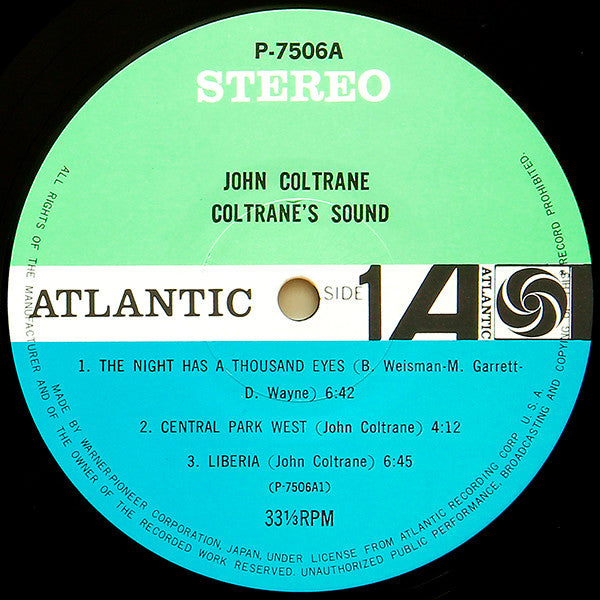 P-7506A
STEREO
JOHN COLTRANE
COLTRANE'S SOUND
ATLANTIC
SIDE 1
A
ATLANTIC
1. THE NIGHT HAS A THOUSAND EYES (B. Weisman-M. Garrett-
D. Wayne) 6:42
2. CENTRAL PARK WEST (John Coltrane) 4:12
3. LIBERIA (John Coltrane) 6:45
(P-7506A1)
33⅓RPM
MADE BY WARNER-PIONEER CORPORATION, JAPAN, UNDER LICENSE FROM ATLANTIC RECORDING CORP. U.S.A.
ALL RIGHTS OF THE MANUFACTURER AND OF THE OWNER OF THE RECORDED WORK RESERVED. UNAUTHORIZED PUBLIC PERFORMANCE, BROADCASTING AND COPYING OF THIS RECORD PROHIBITED.